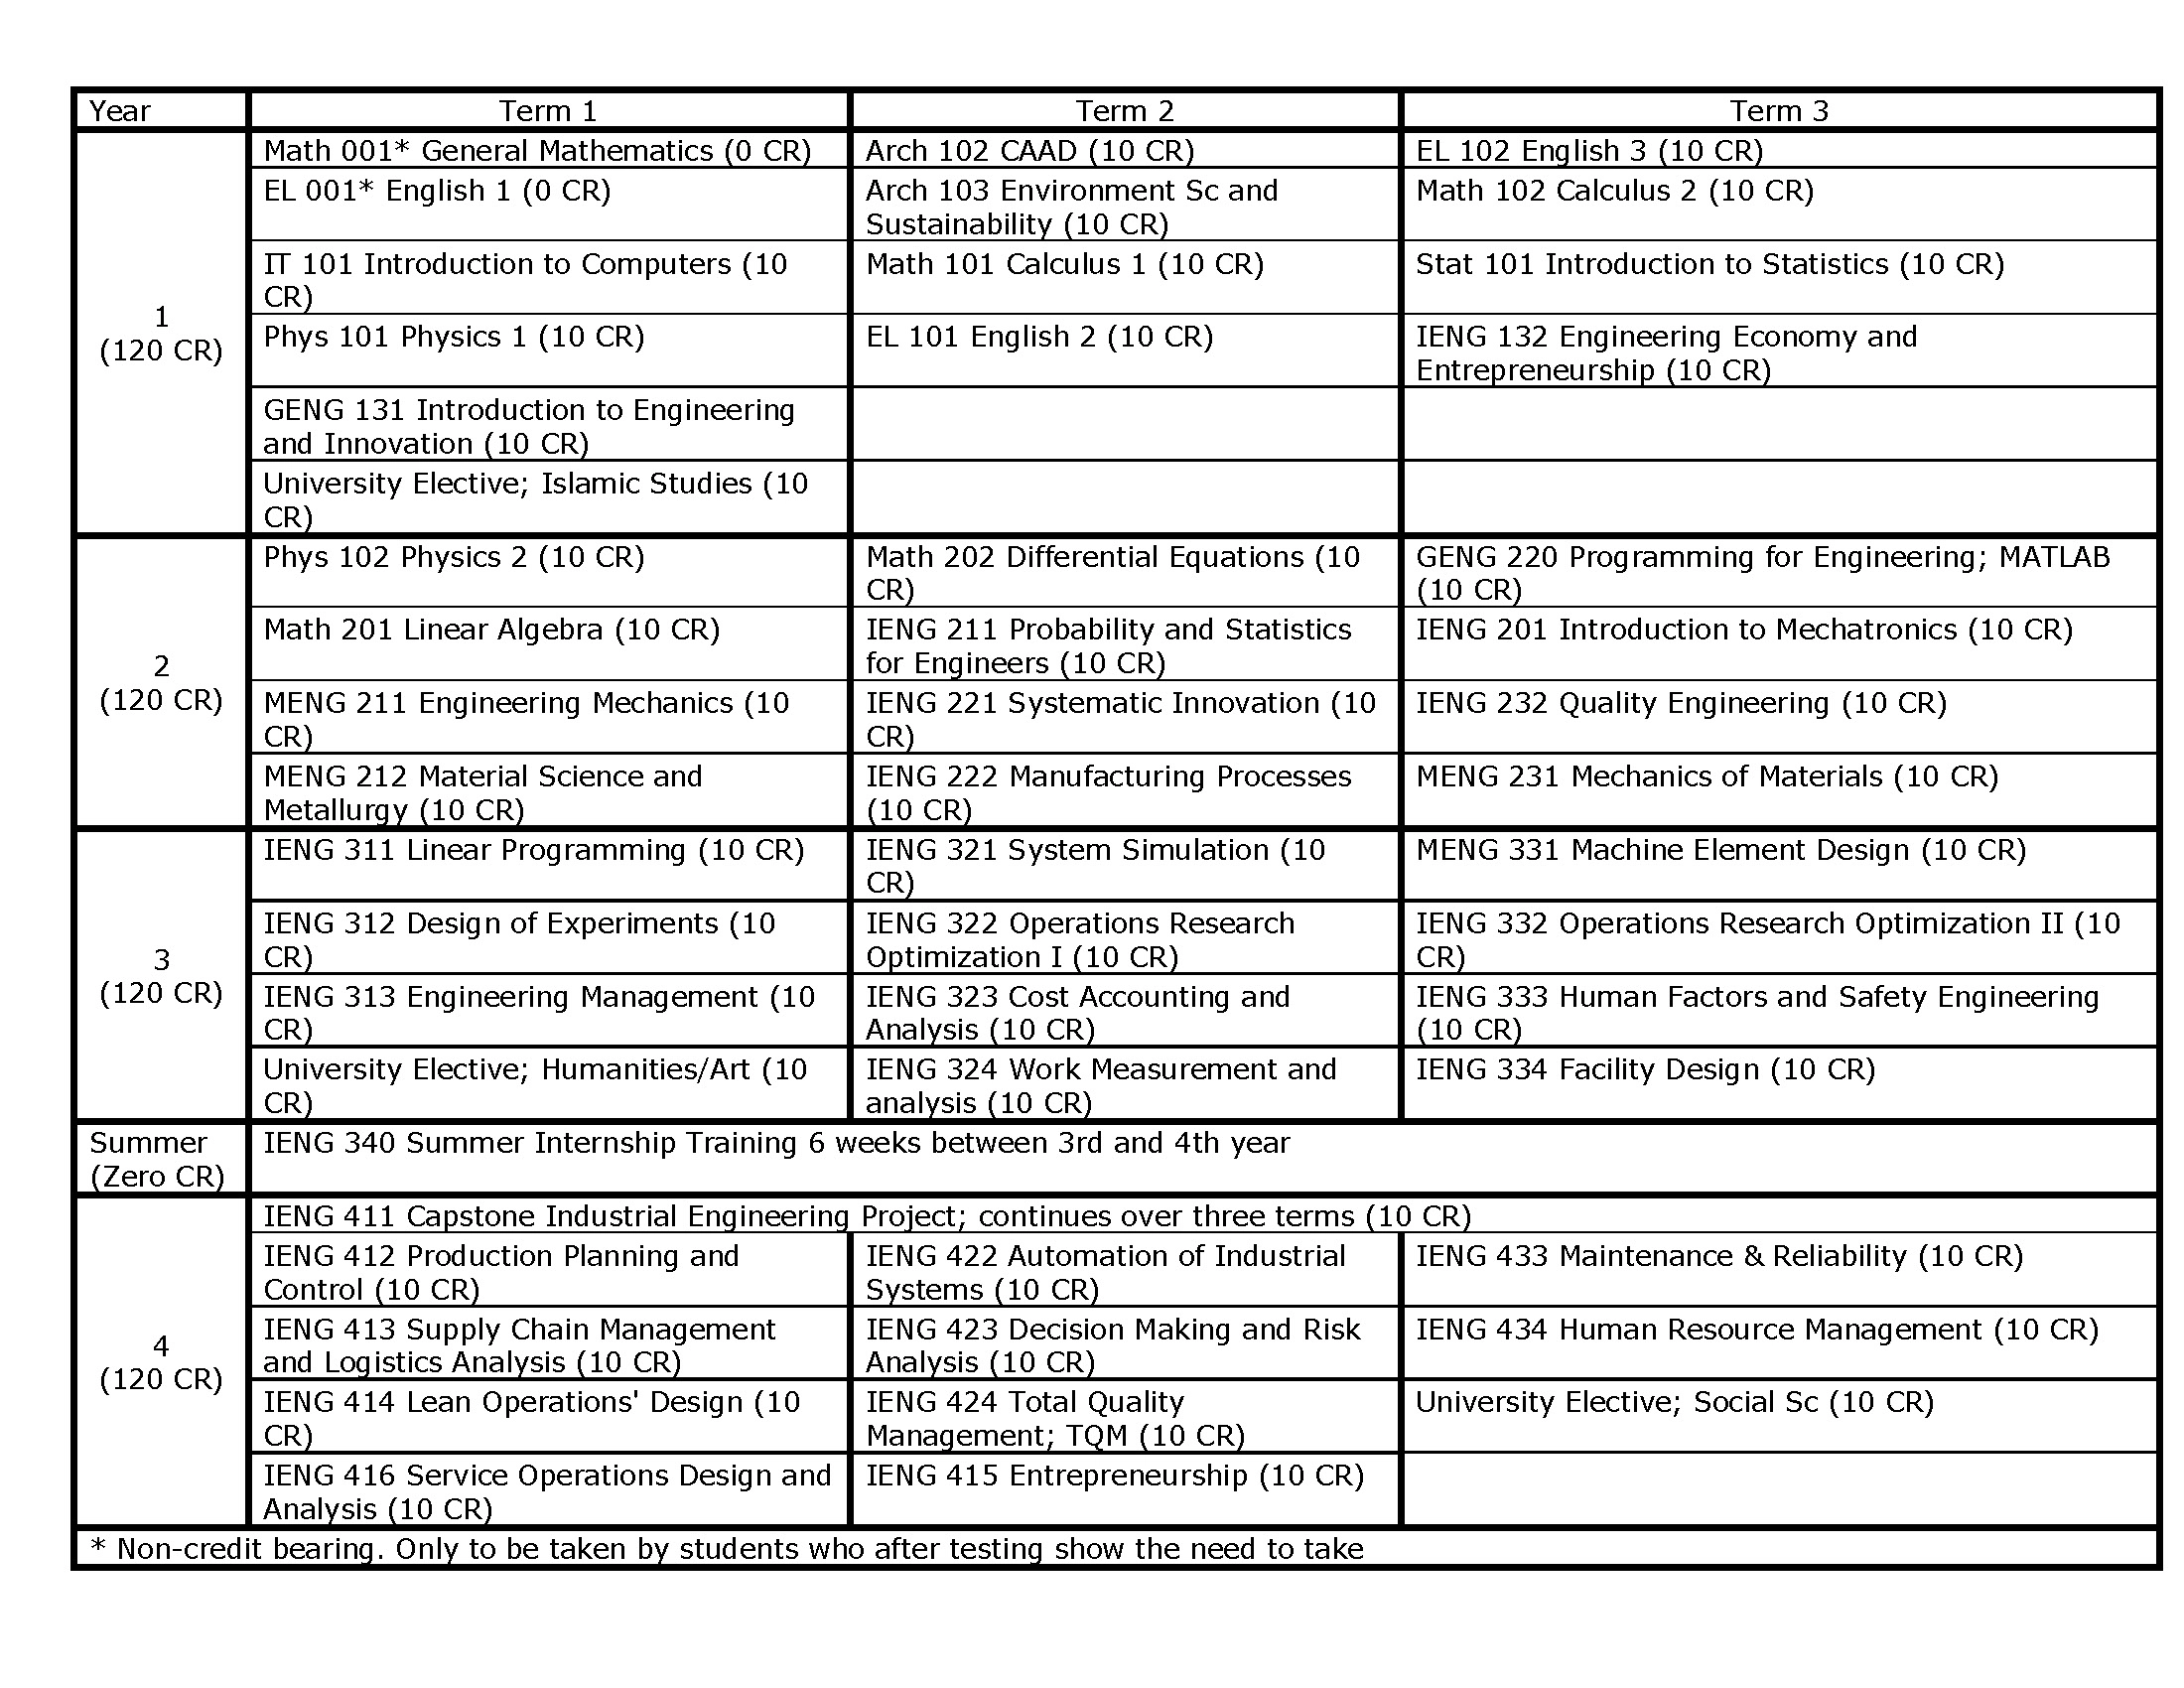 Year Term 1 Term 2 Term 3
1
(120 CR)
Math 001* General Mathematics (0 CR)
Arch 102 CAAD (10 CR)
EL 102 English 3 (10 CR)
EL 001* English 1 (0 CR)
Arch 103 Environment Sc and
Sustainability (10 CR)
Math 102 Calculus 2 (10 CR)
IT 101 Introduction to Computers (10
CR)
Math 101 Calculus 1 (10 CR)
Stat 101 Introduction to Statistics (10 CR)
Phys 101 Physics 1 (10 CR)
EL 101 English 2 (10 CR)
IENG 132 Engineering Economy and
Entrepreneurship (10 CR)
GENG 131 Introduction to Engineering
and Innovation (10 CR)
University Elective; Islamic Studies (10
CR)
2
(120 CR)
Phys 102 Physics 2 (10 CR)
Math 202 Differential Equations (10
CR)
GENG 220 Programming for Engineering; MATLAB
(10 CR)
Math 201 Linear Algebra (10 CR)
IENG 211 Probability and Statistics
for Engineers (10 CR)
IENG 201 Introduction to Mechatronics (10 CR)
MENG 211 Engineering Mechanics (10
CR)
IENG 221 Systematic Innovation (10
CR)
IENG 232 Quality Engineering (10 CR)
MENG 212 Material Science and
Metallurgy (10 CR)
IENG 222 Manufacturing Processes
(10 CR)
MENG 231 Mechanics of Materials (10 CR)
3
(120 CR)
IENG 311 Linear Programming (10 CR)
IENG 321 System Simulation (10
CR)
MENG 331 Machine Element Design (10 CR)
IENG 312 Design of Experiments (10
CR)
IENG 322 Operations Research
Optimization I (10 CR)
IENG 332 Operations Research Optimization II (10
CR)
IENG 313 Engineering Management (10
CR)
IENG 323 Cost Accounting and
Analysis (10 CR)
IENG 333 Human Factors and Safety Engineering
(10 CR)
University Elective; Humanities/Art (10
CR)
IENG 324 Work Measurement and
analysis (10 CR)
IENG 334 Facility Design (10 CR)
Summer
(Zero CR)
IENG 340 Summer Internship Training 6 weeks between 3rd and 4th year
4
(120 CR)
IENG 411 Capstone Industrial Engineering Project; continues over three terms (10 CR)
IENG 412 Production Planning and
Control (10 CR)
IENG 422 Automation of Industrial
Systems (10 CR)
IENG 433 Maintenance & Reliability (10 CR)
IENG 413 Supply Chain Management
and Logistics Analysis (10 CR)
IENG 423 Decision Making and Risk
Analysis (10 CR)
IENG 434 Human Resource Management (10 CR)
IENG 414 Lean Operations' Design (10
CR)
IENG 424 Total Quality
Management; TQM (10 CR)
University Elective; Social Sc (10 CR)
IENG 416 Service Operations Design and
Analysis (10 CR)
IENG 415 Entrepreneurship (10 CR)
* Non-credit bearing. Only to be taken by students who after testing show the need to take